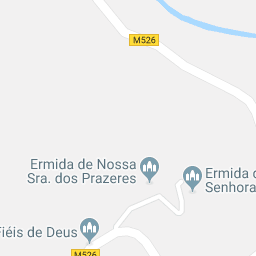 M526
Ermida de Nossa
Sra. dos Prazeres
Ermida d
Senhora
Fiéis de Deus
M526